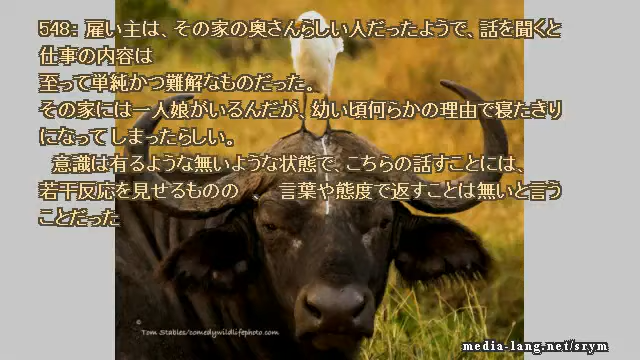 548: 雇い主は、その家の奥さんらしい人だったようで、話を聞くと
仕事の内容は
至って単純かつ難解なものだった。
その家には一人娘がいるんだが、幼い頃何らかの理由で寝たきり
になって しまったらしい。
意識は有るような無いような状態で、こちらの話すことには、
若干反応を見せるものの 、 言葉や態度で返すことは無いと言う
ことだった
© Tom Stables/comedywildlifephoto.com
media-lang.net/srym